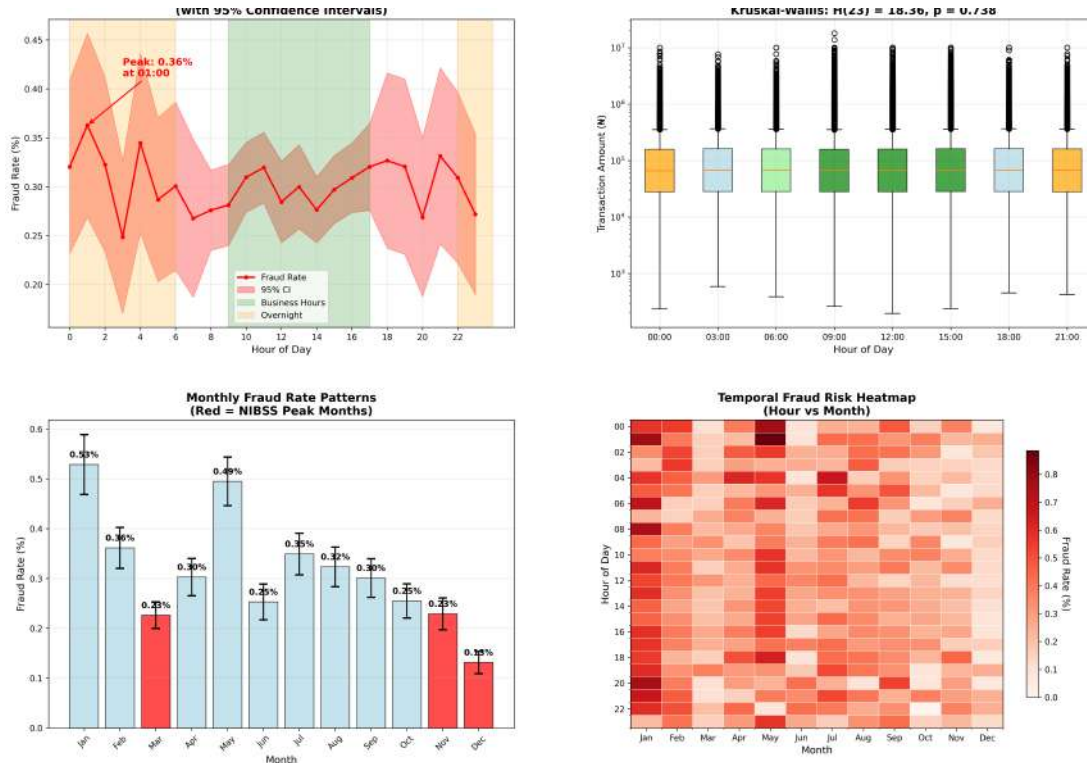 (with 95% Confidence Intervals)
Fraud Rate (%)
0.45
0.40
0.35
0.30
0.25
0.20
Peak: 0.36%
at 01:00
Fraud Rate
95% CI
Business Hours
Overnight
0 2 4 6 8 10 12 14 16 18 20 22
Hour of Day
Kruskal-Wallis: H(23) = 18.36, p = 0.738
Transaction Amount (₦)
10⁷
10⁶
10⁵
10⁴
10³
00:00 03:00 06:00 09:00 12:00 15:00 18:00 21:00
Hour of Day
Monthly Fraud Rate Patterns
(Red = NIBSS Peak Months)
Fraud Rate (%)
0.6
0.5
0.4
0.3
0.2
0.1
0.0
0.53% 0.36% 0.23% 0.30% 0.49% 0.25% 0.35% 0.32% 0.30% 0.25% 0.23% 0.13%
Jan Feb Mar Apr May Jun Jul Aug Sep Oct Nov Dec
Month
Temporal Fraud Risk Heatmap
(Hour vs Month)
Hour of Day
00
02
04
06
08
10
12
14
16
18
20
22
Jan Feb Mar Apr May Jun Jul Aug Sep Oct Nov Dec
Month
0.8
0.7
0.6
0.5
0.4
0.3
0.2
0.1
0.0
Fraud Rate (%)